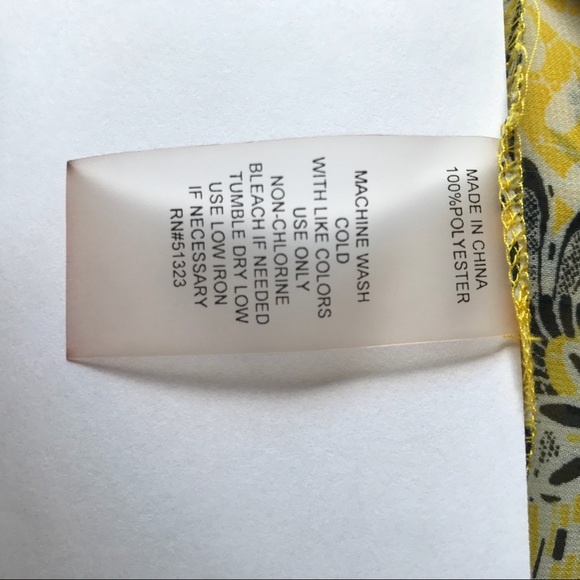 MADE IN CHINA
100%POLYESTER
MACHINE WASH
COLD
WITH LIKE COLORS
USE ONLY
NON-CHLORINE
BLEACH IF NEEDED
TUMBLE DRY LOW
USE LOW IRON
IF NECESSARY
RN#51323